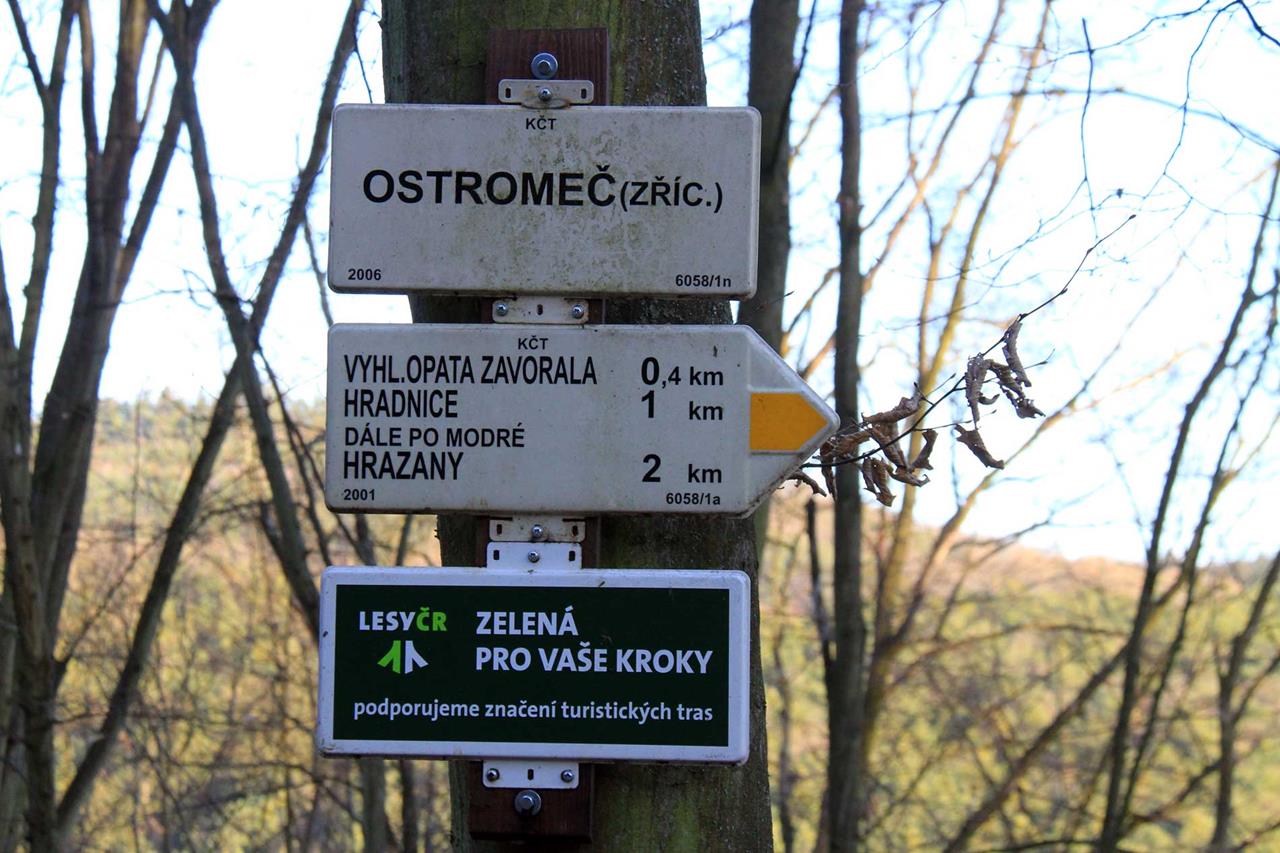 KČT
OSTROMEČ(ZŘÍC.)
2006 6058/1n
KČT
VYHL.OPATA ZAVORALA 0,4 km
HRADNICE 1 km
DÁLE PO MODRÉ
HRAZANY 2 km
2001 6058/1a
LESYČR ZELENÁ
PRO VAŠE KROKY
podporujeme značení turistických tras